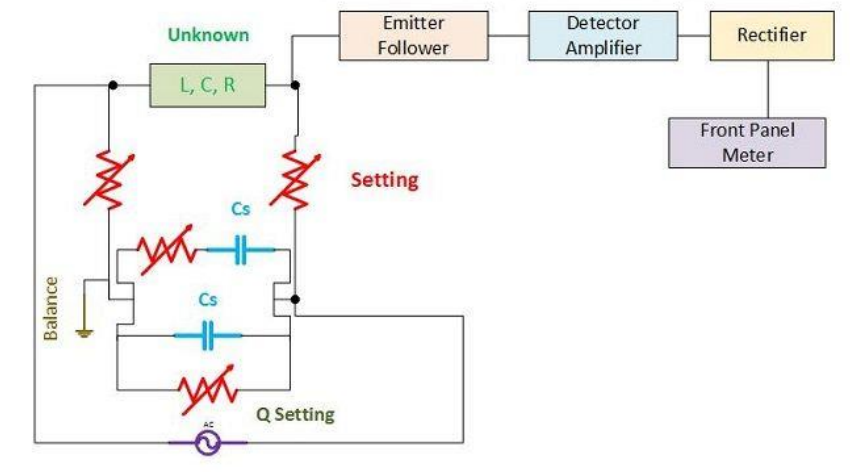 Emitter
Follower
Detector
Amplifier
Rectifier
Unknown
L, C, R
Front Panel
Meter
Setting
Cs
Cs
Balance
Q Setting
AC